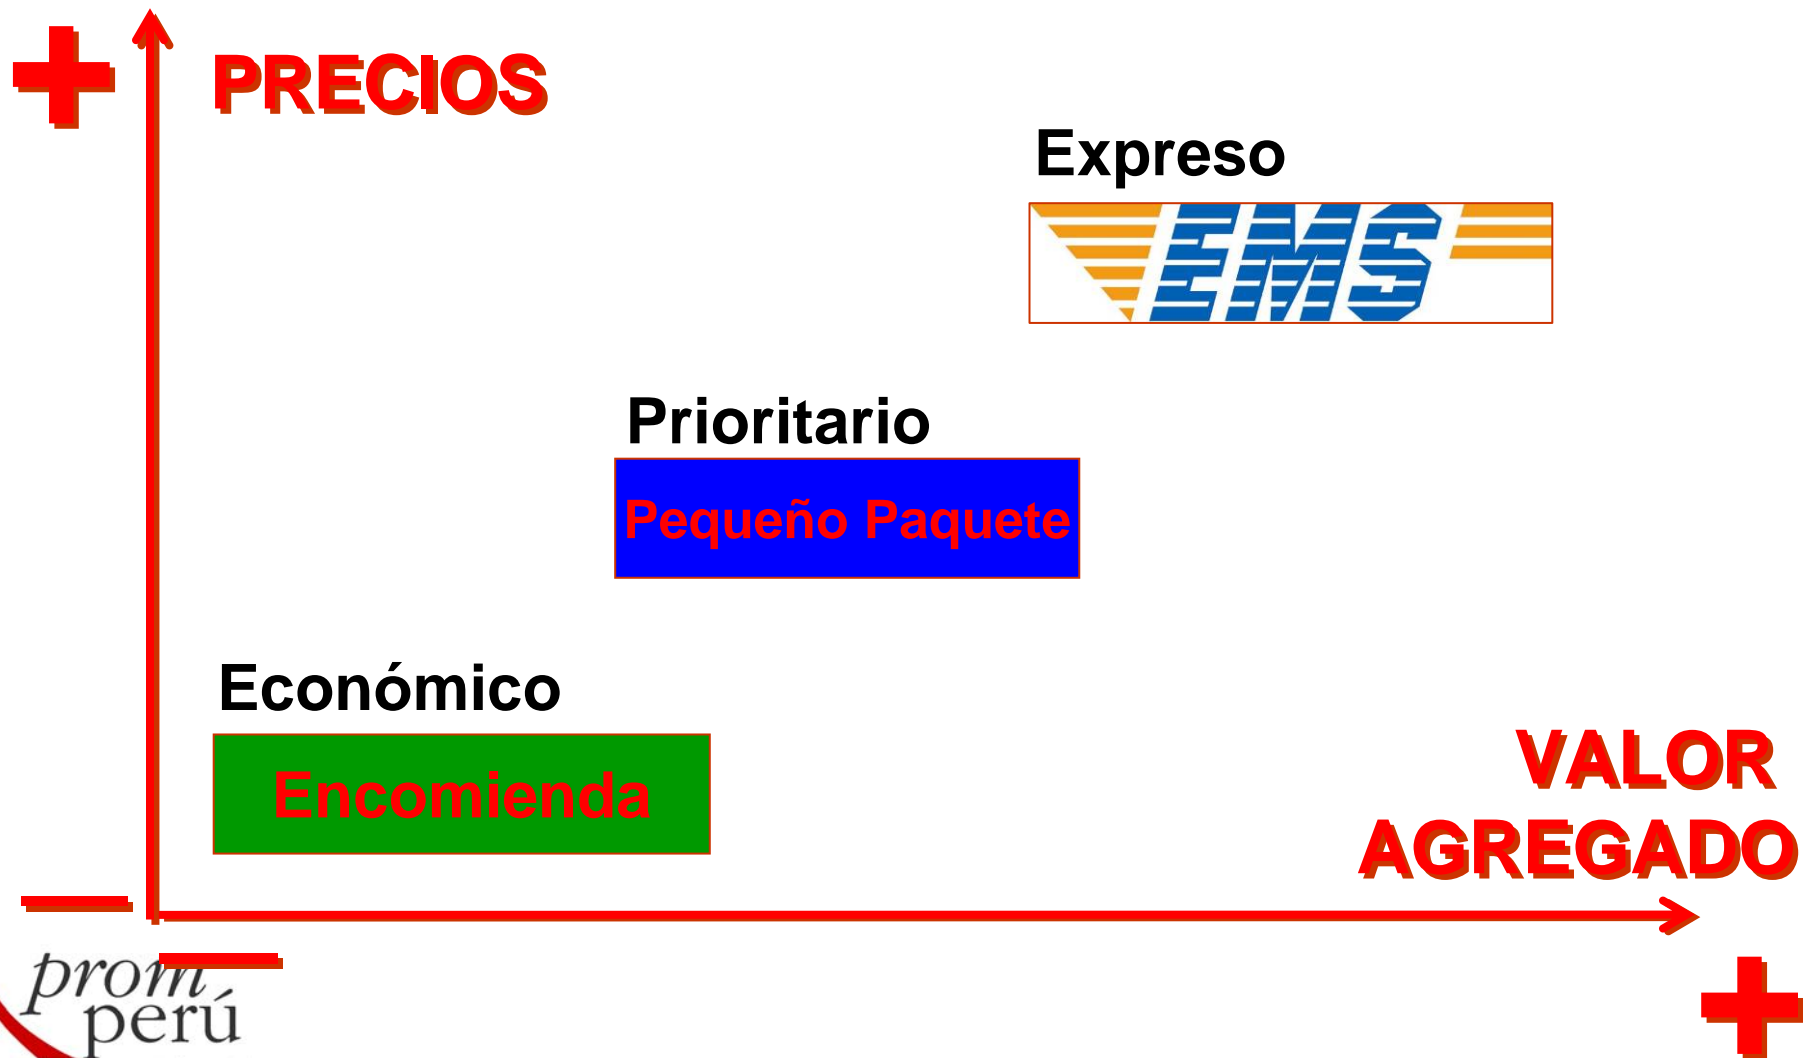 PRECIOS
Expreso
EMS
Prioritario
Pequeño Paquete
Económico
Encomienda
VALOR
AGREGADO
prom
perú